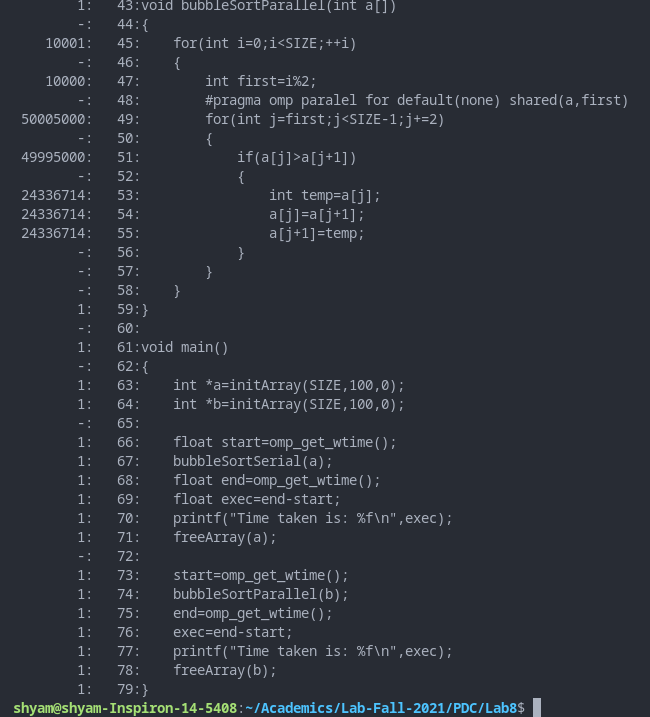 1:   43:void bubbleSortParallel(int a[])
        -:   44:{
    10001:   45:    for(int i=0;i<SIZE;++i)
        -:   46:    {
    10000:   47:        int first=i%2;
        -:   48:        #pragma omp paralel for default(none) shared(a,first)
 50005000:   49:        for(int j=first;j<SIZE-1;j+=2)
        -:   50:        {
 49995000:   51:            if(a[j]>a[j+1])
        -:   52:            {
 24336714:   53:                int temp=a[j];
 24336714:   54:                a[j]=a[j+1];
 24336714:   55:                a[j+1]=temp;
        -:   56:            }
        -:   57:        }
        -:   58:    }
        1:   59:}
        -:   60:
        1:   61:void main()
        -:   62:{
        1:   63:    int *a=initArray(SIZE,100,0);
        1:   64:    int *b=initArray(SIZE,100,0);
        -:   65:
        1:   66:    float start=omp_get_wtime();
        1:   67:    bubbleSortSerial(a);
        1:   68:    float end=omp_get_wtime();
        1:   69:    float exec=end-start;
        1:   70:    printf("Time taken is: %f\n",exec);
        1:   71:    freeArray(a);
        -:   72:
        1:   73:    start=omp_get_wtime();
        1:   74:    bubbleSortParallel(b);
        1:   75:    end=omp_get_wtime();
        1:   76:    exec=end-start;
        1:   77:    printf("Time taken is: %f\n",exec);
        1:   78:    freeArray(b);
        1:   79:}
shyam@shyam-Inspiron-14-5408:~/Academics/Lab-Fall-2021/PDC/Lab8$